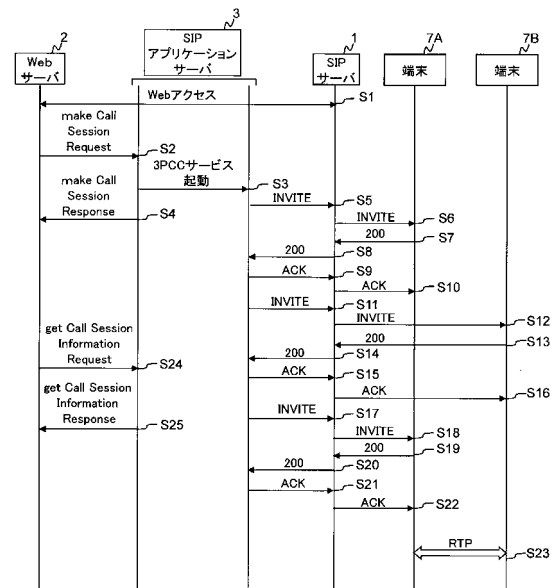 3
2
SIP
アプリケーション
サーバ
1
7A
7B
Web
サーバ
SIP
サーバ
端末
端末
Webアクセス
S1
make Call
Session
Request
S2
3PCCサービス
起動
S3
make Call
Session
Response
S4
INVITE
S5
INVITE
S6
200
S7
200
S8
ACK
S9
ACK
S10
INVITE
S11
INVITE
S12
200
S13
get Call Session
Information
Request
S24
200
S14
ACK
S15
ACK
S16
get Call Session
Information
Response
S25
INVITE
S17
INVITE
S18
200
S19
200
S20
ACK
S21
ACK
S22
RTP
S23